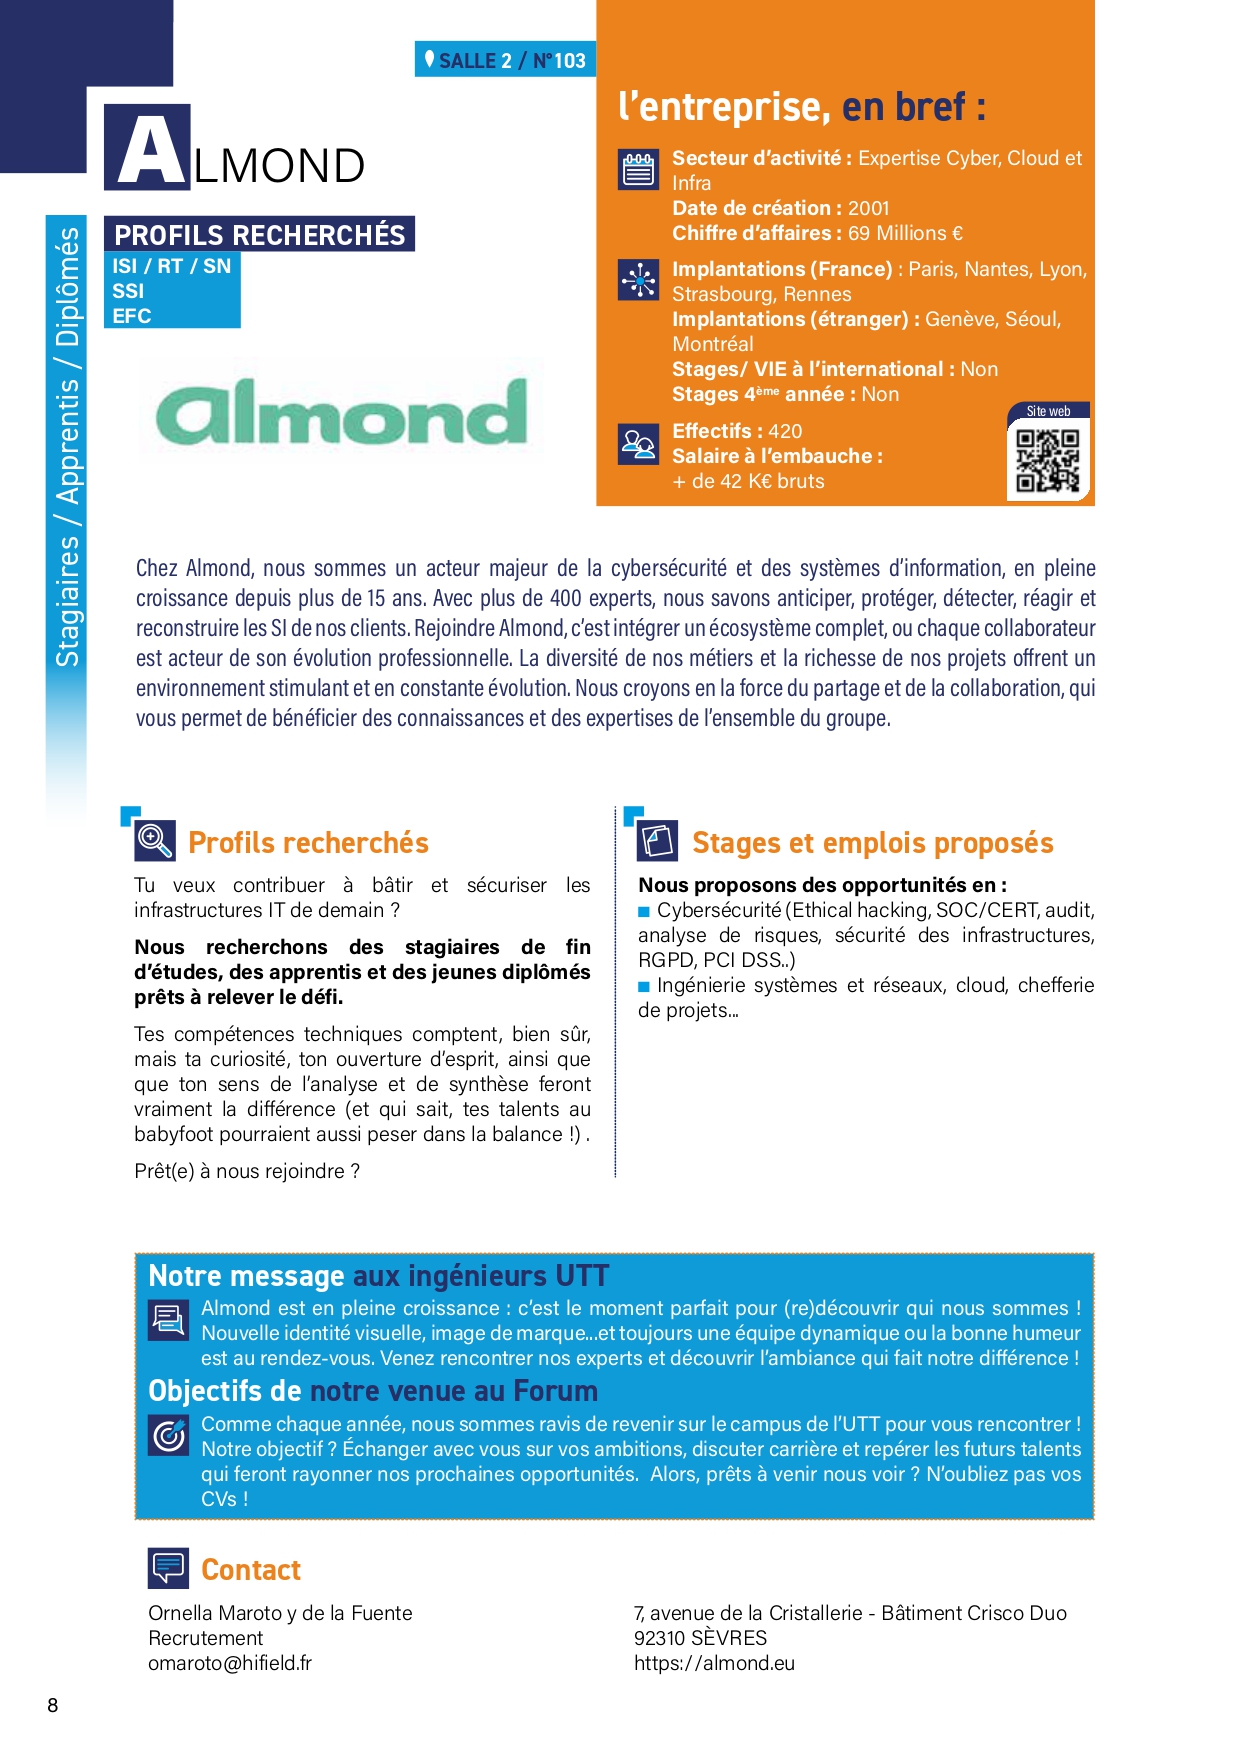 SALLE 2 / N°103
ALMOND
PROFILS RECHERCHÉS
ISI / RT / SN
SSI
EFC
Stagiaires / Apprentis / Diplômés
almond
l’entreprise, en bref :
Secteur d’activité : Expertise Cyber, Cloud et
Infra
Date de création : 2001
Chiffre d’affaires : 69 Millions €
Implantations (France) : Paris, Nantes, Lyon,
Strasbourg, Rennes
Implantations (étranger) : Genève, Séoul,
Montréal
Stages/ VIE à l’international : Non
Stages 4ème année : Non
Effectifs : 420
Salaire à l’embauche :
+ de 42 K€ bruts
Site web
Chez Almond, nous sommes un acteur majeur de la cybersécurité et des systèmes d’information, en pleine
croissance depuis plus de 15 ans. Avec plus de 400 experts, nous savons anticiper, protéger, détecter, réagir et
reconstruire les SI de nos clients. Rejoindre Almond, c’est intégrer un écosystème complet, ou chaque collaborateur
est acteur de son évolution professionnelle. La diversité de nos métiers et la richesse de nos projets offrent un
environnement stimulant et en constante évolution. Nous croyons en la force du partage et de la collaboration, qui
vous permet de bénéficier des connaissances et des expertises de l’ensemble du groupe.
Profils recherchés
Tu veux contribuer à bâtir et sécuriser les
infrastructures IT de demain ?
Nous recherchons des stagiaires de fin
d’études, des apprentis et des jeunes diplômés
prêts à relever le défi.
Tes compétences techniques comptent, bien sûr,
mais ta curiosité, ton ouverture d’esprit, ainsi que
que ton sens de l’analyse et de synthèse feront
vraiment la différence (et qui sait, tes talents au
babyfoot pourraient aussi peser dans la balance !) .
Prêt(e) à nous rejoindre ?
Stages et emplois proposés
Nous proposons des opportunités en :
■ Cybersécurité (Ethical hacking, SOC/CERT, audit,
analyse de risques, sécurité des infrastructures,
RGPD, PCI DSS..)
■ Ingénierie systèmes et réseaux, cloud, chefferie
de projets...
Notre message aux ingénieurs UTT
Almond est en pleine croissance : c’est le moment parfait pour (re)découvrir qui nous sommes !
Nouvelle identité visuelle, image de marque...et toujours une équipe dynamique ou la bonne humeur
est au rendez-vous. Venez rencontrer nos experts et découvrir l’ambiance qui fait notre différence !
Objectifs de notre venue au Forum
Comme chaque année, nous sommes ravis de revenir sur le campus de l’UTT pour vous rencontrer !
Notre objectif ? Échanger avec vous sur vos ambitions, discuter carrière et repérer les futurs talents
qui feront rayonner nos prochaines opportunités. Alors, prêts à venir nous voir ? N’oubliez pas vos
CVs !
Contact
Ornella Maroto y de la Fuente
Recrutement
omaroto@hifield.fr
7, avenue de la Cristallerie - Bâtiment Crisco Duo
92310 SÈVRES
https://almond.eu
8